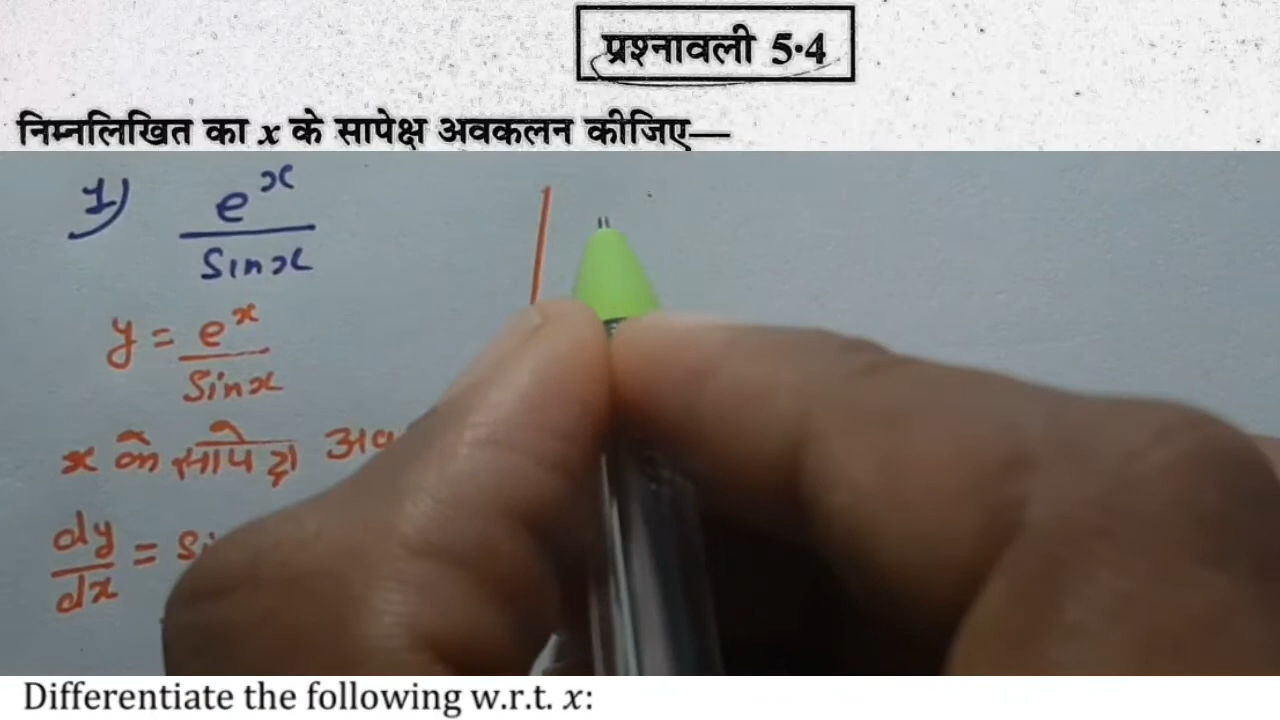 प्रश्नावली 5·4
निम्नलिखित का x के सापेक्ष अवकलन कीजिए—
1) e^x
sinx
y = e^x
sinx
x के सापेक्ष
dy
dx =
Differentiate the following w.r.t. x: